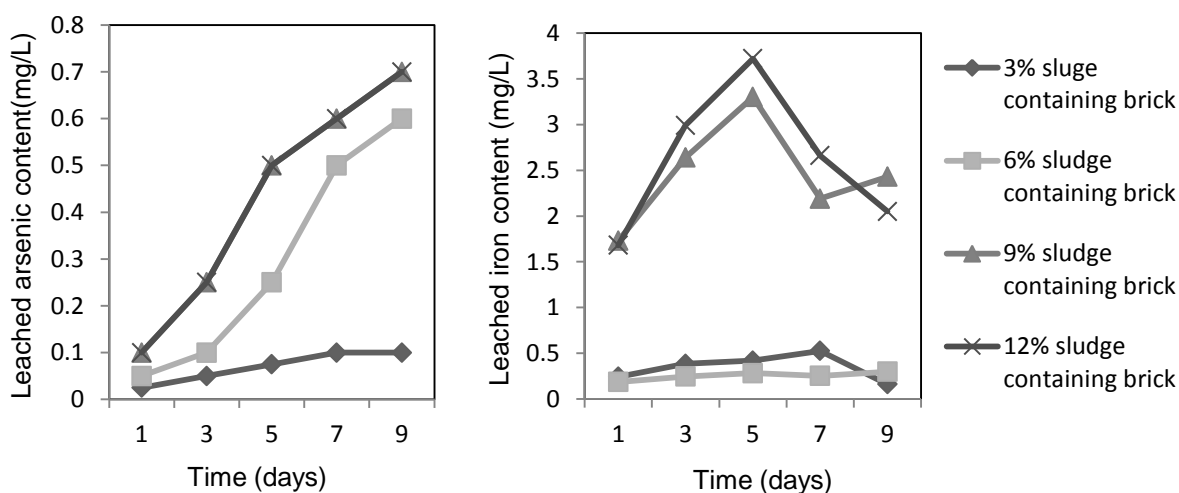 Leached arsenic content(mg/L)
0.8
0.7
0.6
0.5
0.4
0.3
0.2
0.1
0
1 3 5 7 9
Time (days)
Leached iron content (mg/L)
4
3.5
3
2.5
2
1.5
1
0.5
0
1 3 5 7 9
Time (days)
3% sluge
containing brick
6% sludge
containing brick
9% sludge
containing brick
12% sludge
containing brick